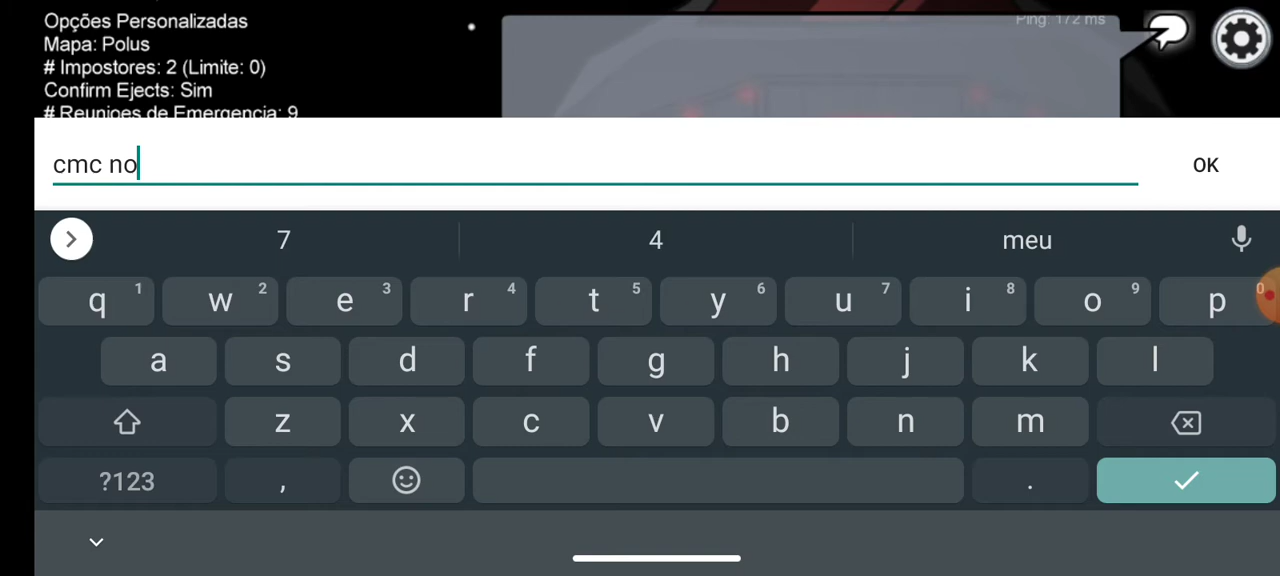 Opções Personalizadas
Mapa: Polus
# Impostores: 2 (Limite: 0)
Confirm Ejects: Sim
# Reunioes de Emergencia: 9
Ping: 172 ms
cmc no
OK
7 4 meu
q 1 w 2 e 3 r 4 t 5 y 6 u 7 i 8 o 9 p 0
a s d f g h j k l
z x c v b n m
?123 , .